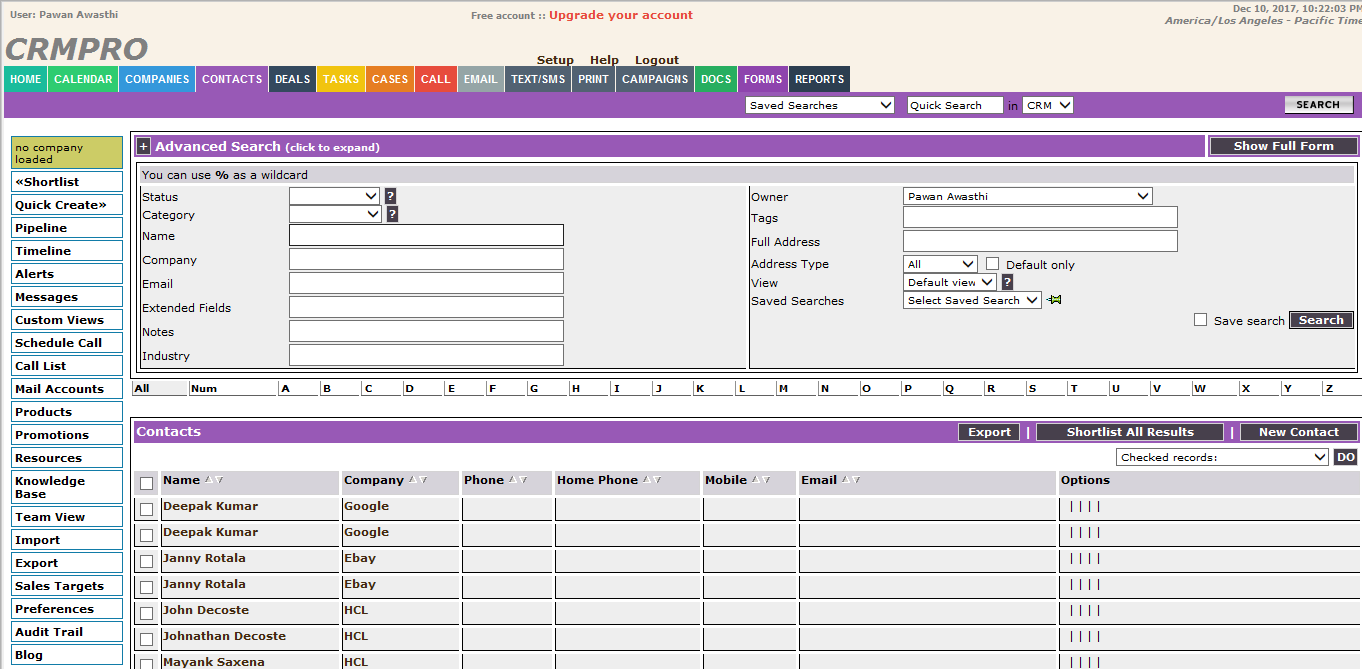 User: Pawan Awasthi
Free account :: Upgrade your account
Dec 10, 2017, 10:22:03 PM
America/Los Angeles - Pacific Time
CRMPRO
Setup Help Logout
HOME CALENDAR COMPANIES CONTACTS DEALS TASKS CASES CALL EMAIL TEXT/SMS PRINT CAMPAIGNS DOCS FORMS REPORTS
Saved Searches Quick Search in CRM SEARCH
no company
loaded
«Shortlist
Quick Create»
Pipeline
Timeline
Alerts
Messages
Custom Views
Schedule Call
Call List
Mail Accounts
Products
Promotions
Resources
Knowledge
Base
Team View
Import
Export
Sales Targets
Preferences
Audit Trail
Blog
+ Advanced Search (click to expand) Show Full Form
You can use % as a wildcard
Status ?
Category ?
Name
Company
Email
Extended Fields
Notes
Industry
Owner Pawan Awasthi
Tags
Full Address
Address Type All Default only
View Default view ?
Saved Searches Select Saved Search
Save search Search
All Num A B C D E F G H I J K L M N O P Q R S T U V W X Y Z
Contacts Export | Shortlist All Results | New Contact
Checked records: DO
Name Company Phone Home Phone Mobile Email Options
Deepak Kumar Google | | | |
Deepak Kumar Google | | | |
Janny Rotala Ebay | | | |
Janny Rotala Ebay | | | |
John Decoste HCL | | | |
Johnathan Decoste HCL | | | |
Mayank Saxena HCL | | | |